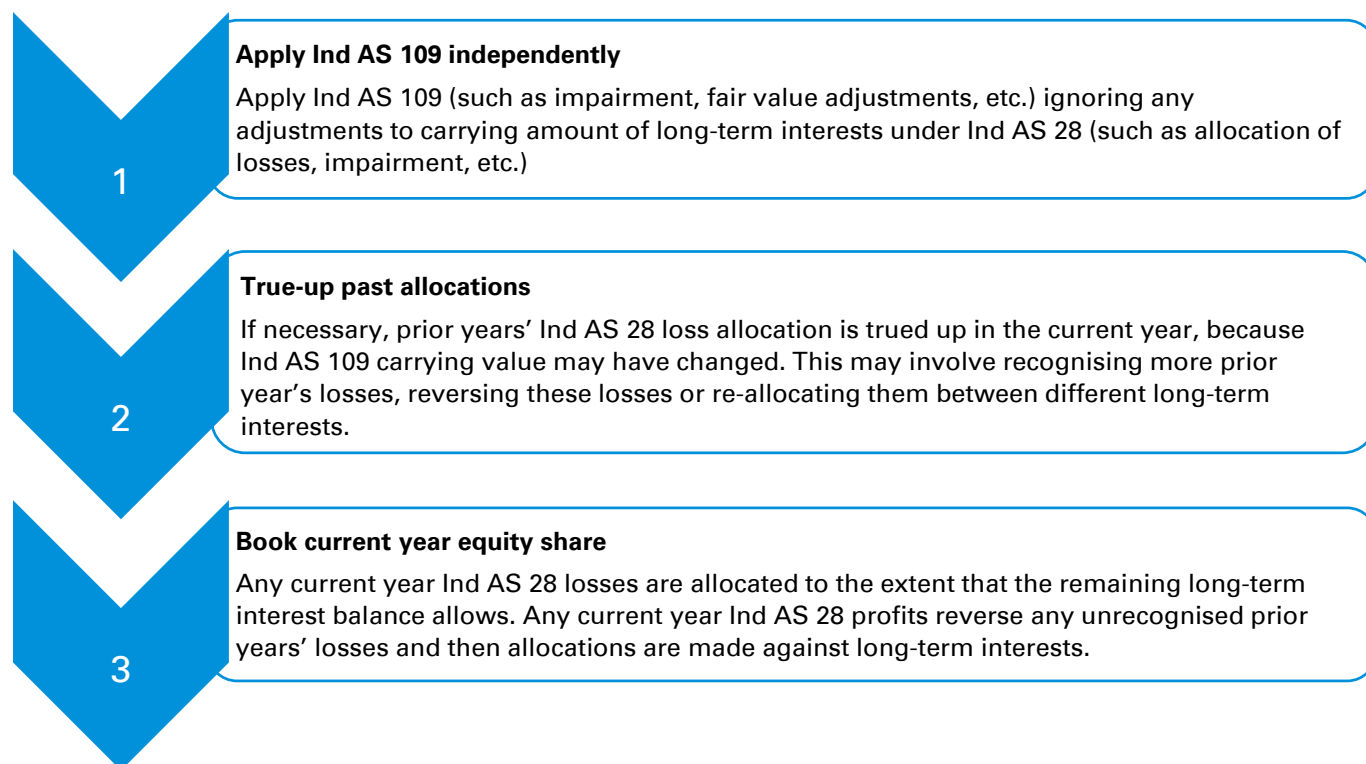 Apply Ind AS 109 independently
Apply Ind AS 109 (such as impairment, fair value adjustments, etc.) ignoring any
adjustments to carrying amount of long-term interests under Ind AS 28 (such as allocation of
losses, impairment, etc.)
1
True-up past allocations
If necessary, prior years’ Ind AS 28 loss allocation is trued up in the current year, because
Ind AS 109 carrying value may have changed. This may involve recognising more prior
year’s losses, reversing these losses or re-allocating them between different long-term
interests.
2
Book current year equity share
Any current year Ind AS 28 losses are allocated to the extent that the remaining long-term
interest balance allows. Any current year Ind AS 28 profits reverse any unrecognised prior
years’ losses and then allocations are made against long-term interests.
3